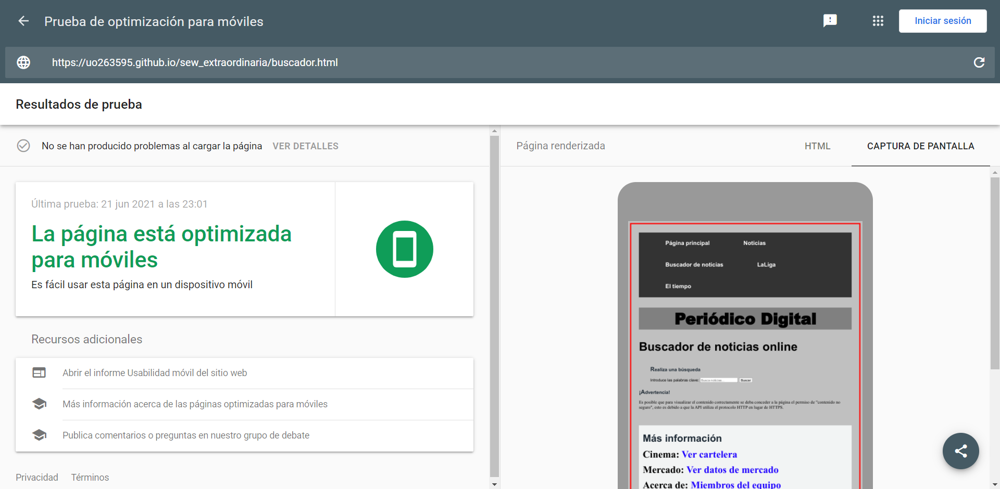 Prueba de optimización para móviles
Iniciar sesión
https://uo263595.github.io/sew_extraordinaria/buscador.html
Resultados de prueba
No se han producido problemas al cargar la página VER DETALLES
Última prueba: 21 jun 2021 a las 23:01
La página está optimizada
para móviles
Es fácil usar esta página en un dispositivo móvil
Recursos adicionales
Abrir el informe Usabilidad móvil del sitio web
Más información acerca de las páginas optimizadas para móviles
Publica comentarios o preguntas en nuestro grupo de debate
Privacidad Términos
Página renderizada HTML CAPTURA DE PANTALLA
Página principal Noticias
Buscador de noticias LaLiga
El tiempo
Periódico Digital
Buscador de noticias online
Realiza una búsqueda
Introduce las palabras clave: Busca noticias... Buscar
¡Advertencia!
Es posible que para visualizar el contenido correctamente se deba conceder a la página el permiso de "contenido no
seguro", esto es debido a que la API utiliza el protocolo HTTP en lugar de HTTPS.
Más información
Cinema: Ver cartelera
Mercado: Ver datos de mercado
Acerca de: Miembros del equipo